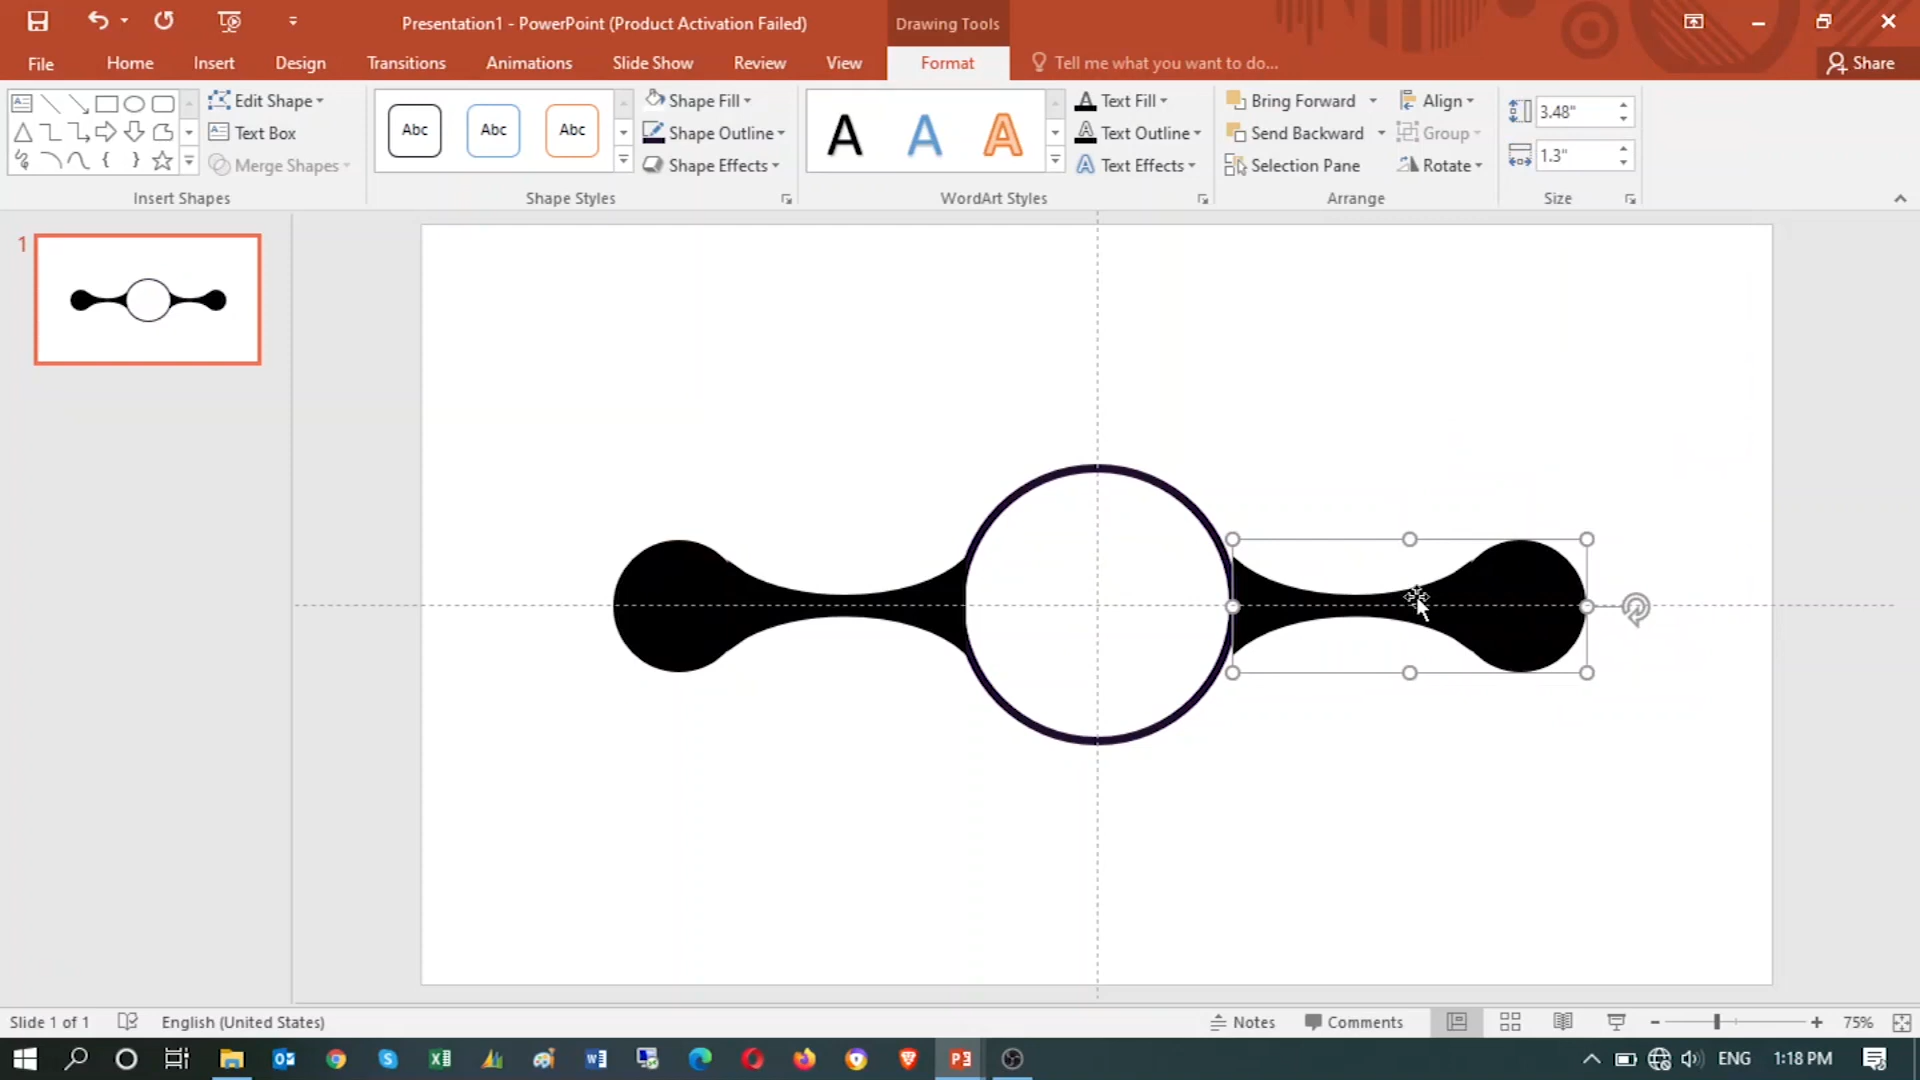 Presentation1 - PowerPoint (Product Activation Failed)
Drawing Tools
File
Home
Insert
Design
Transitions
Animations
Slide Show
Review
View
Format
Tell me what you want to do...
Share
Edit Shape
Text Box
Merge Shapes
Insert Shapes
Abc
Abc
Abc
Shape Fill
Shape Outline
Shape Effects
Shape Styles
A
A
A
Text Fill
Text Outline
Text Effects
WordArt Styles
Bring Forward
Send Backward
Selection Pane
Align
Group
Rotate
Arrange
3.48"
1.3"
Size
1
Slide 1 of 1
English (United States)
Notes
Comments
75%
ENG
1:18 PM